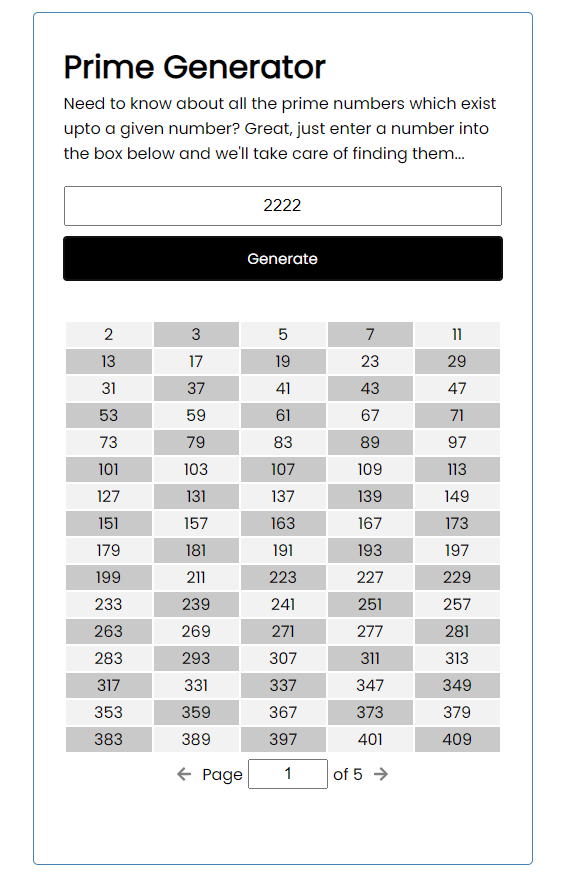 Prime Generator
Need to know about all the prime numbers which exist
upto a given number? Great, just enter a number into
the box below and we'll take care of finding them...
2222
Generate
2 3 5 7 11
13 17 19 23 29
31 37 41 43 47
53 59 61 67 71
73 79 83 89 97
101 103 107 109 113
127 131 137 139 149
151 157 163 167 173
179 181 191 193 197
199 211 223 227 229
233 239 241 251 257
263 269 271 277 281
283 293 307 311 313
317 331 337 347 349
353 359 367 373 379
383 389 397 401 409
← Page 1 of 5 →